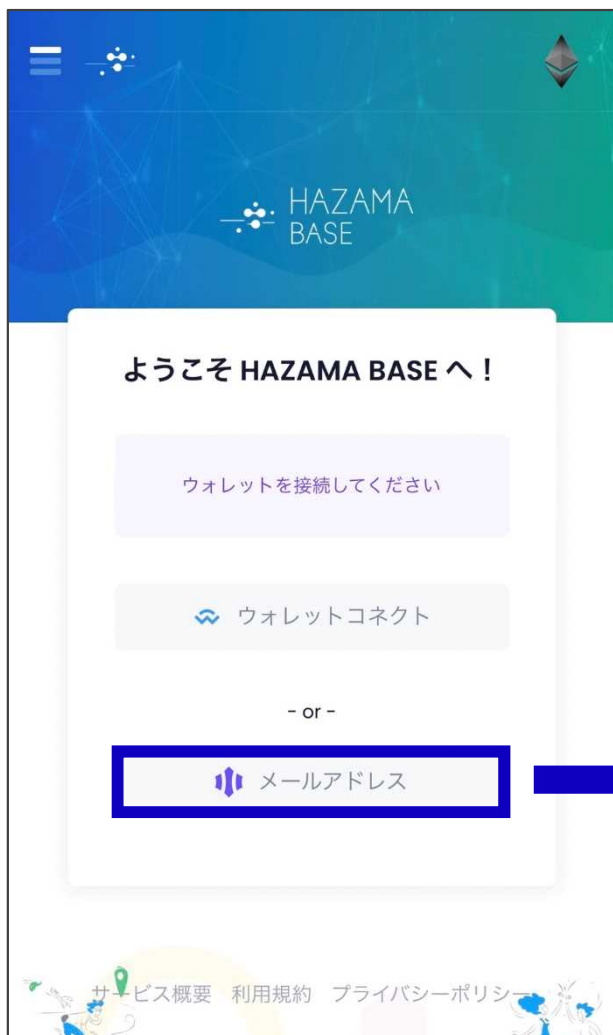 HAZAMA
BASE
ようこそ HAZAMA BASE へ！
ウォレットを接続してください
ウォレットコネクト
- or -
メールアドレス
サービス概要 利用規約 プライバシーポリシー